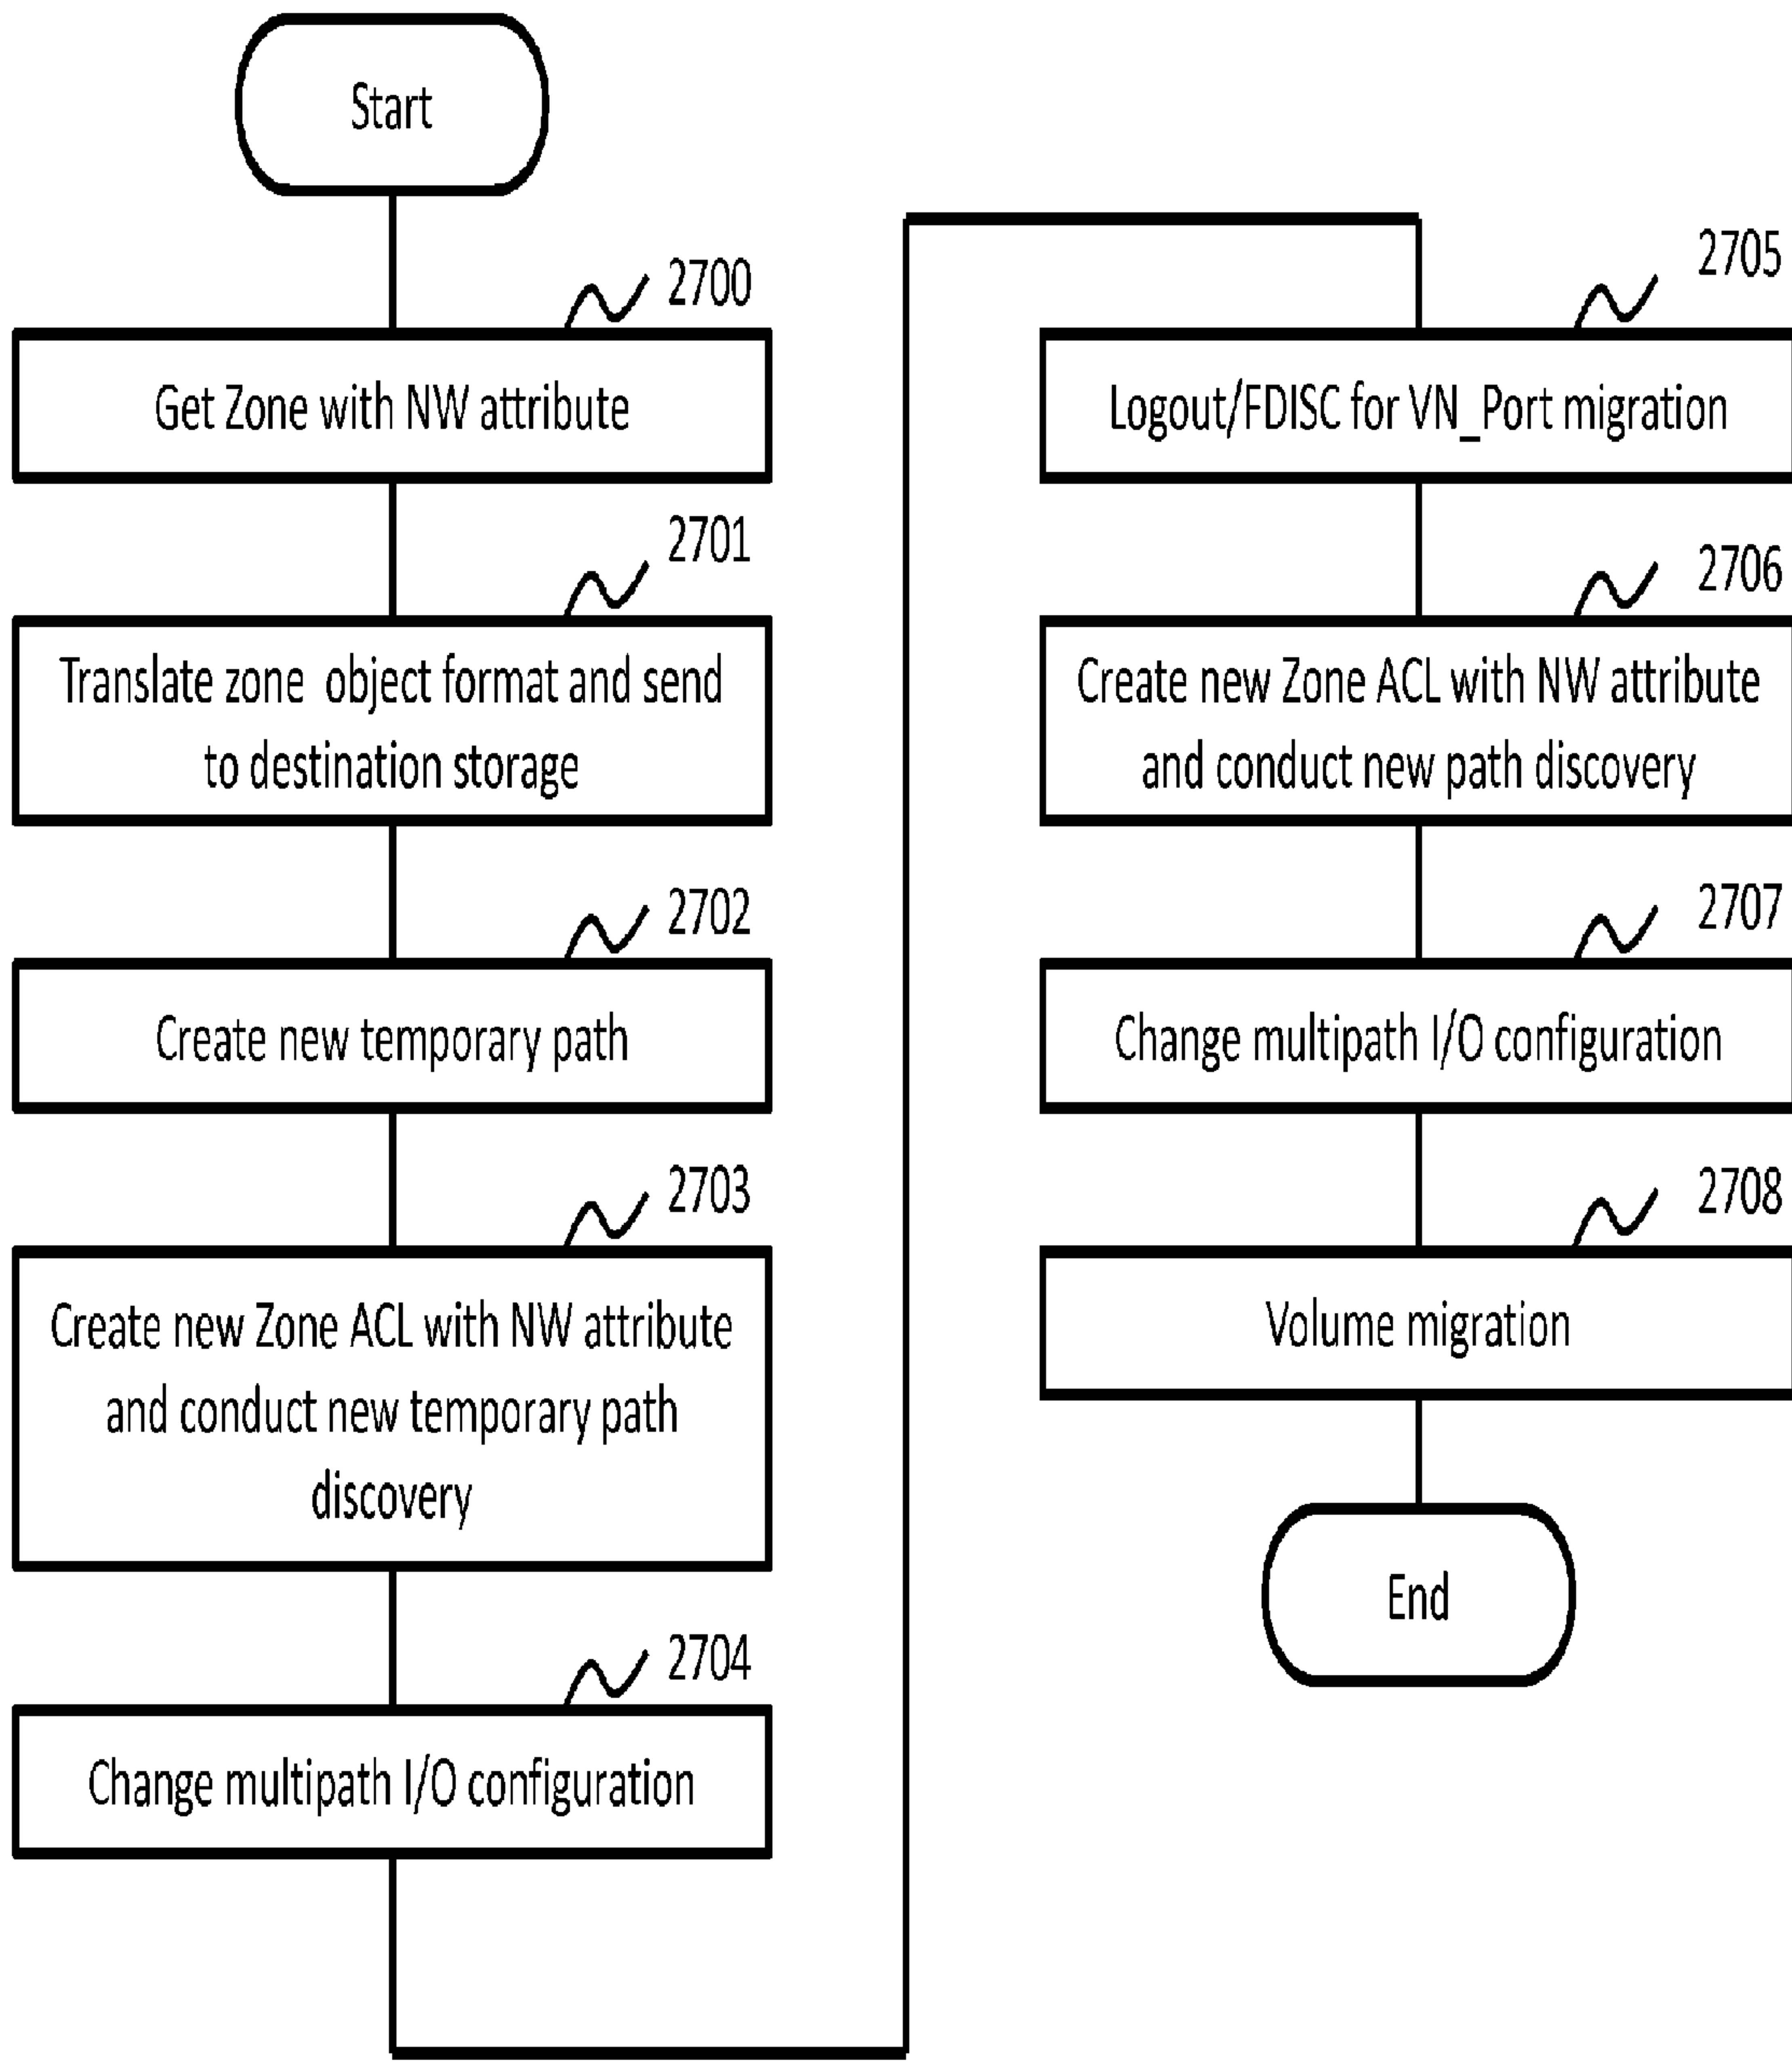 Start
2700
Get Zone with NW attribute
2701
Translate zone object format and send
to destination storage
2702
Create new temporary path
2703
Create new Zone ACL with NW attribute
and conduct new temporary path
discovery
2704
Change multipath I/O configuration
2705
Logout/FDISC for VN_Port migration
2706
Create new Zone ACL with NW attribute
and conduct new path discovery
2707
Change multipath I/O configuration
2708
Volume migration
End